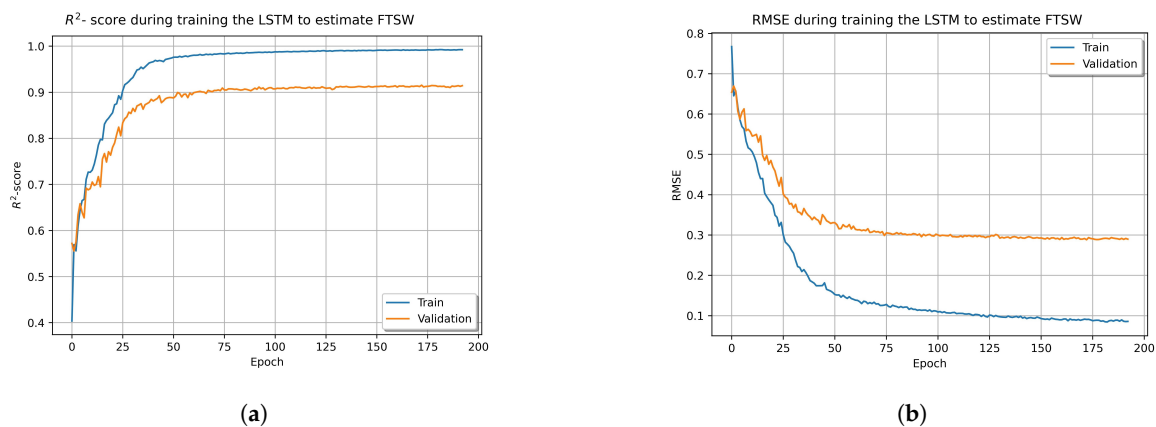 R²- score during training the LSTM to estimate FTSW
1.0
0.9
0.8
0.7
0.6
0.5
0.4
R²-score
0 25 50 75 100 125 150 175 200
Epoch
Train
Validation
(a)
RMSE during training the LSTM to estimate FTSW
0.8
0.7
0.6
0.5
0.4
0.3
0.2
0.1
RMSE
0 25 50 75 100 125 150 175 200
Epoch
Train
Validation
(b)